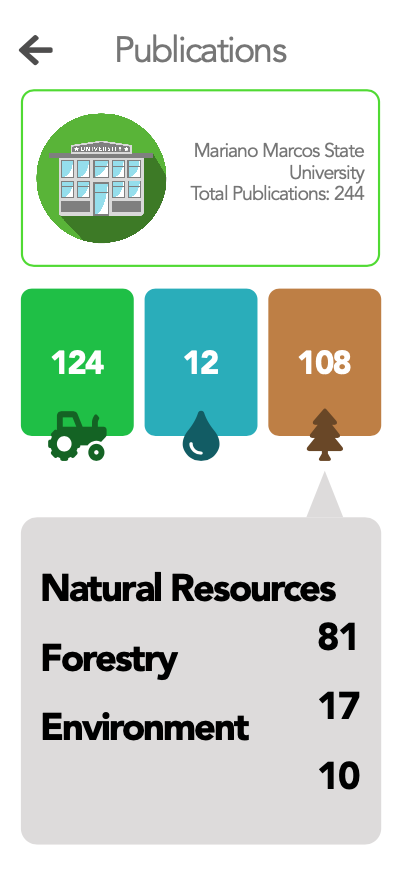 Publications
UNIVERSITY
Mariano Marcos State
University
Total Publications: 244
124
12
108
Natural Resources
81
Forestry
17
Environment
10